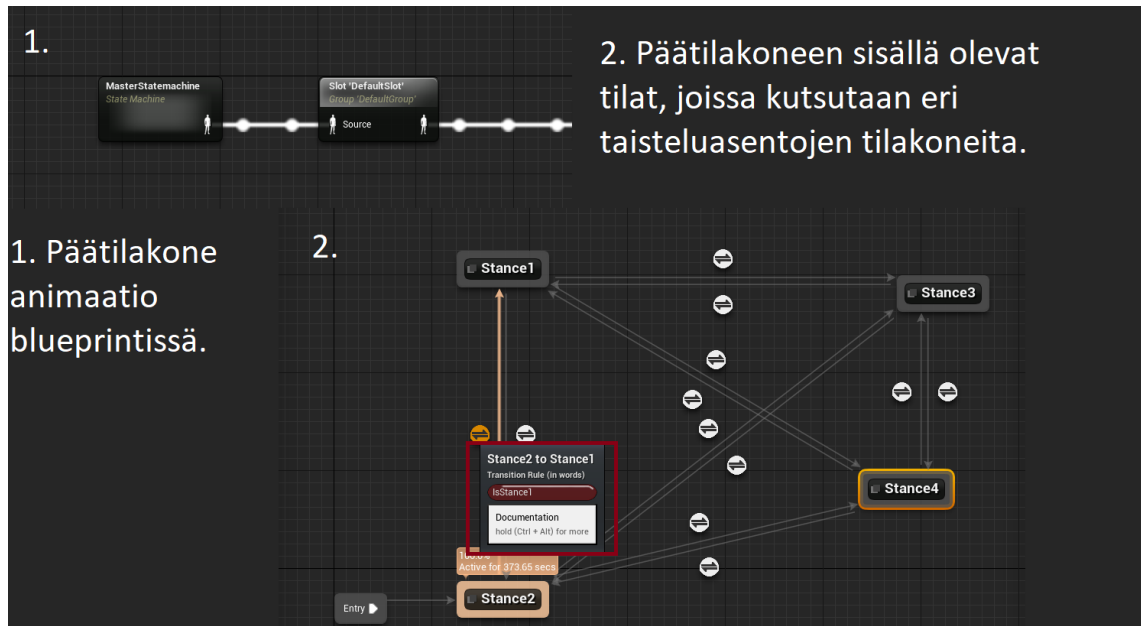 1.
MasterStatemachine
State Machine
Slot 'DefaultSlot'
Group 'DefaultGroup'
Source
2. Päätilakoneen sisällä olevat
tilat, joissa kutsutaan eri
taisteluasentojen tilakoneita.
1. Päätilakone
animaatio
blueprintissä.
2.
Stance1
Stance3
Stance2 to Stance1
Transition Rule (in words)
IsStance1
Documentation
hold (Ctrl + Alt) for more
Stance4
100.0%
Active for 373.65 secs
Stance2
Entry